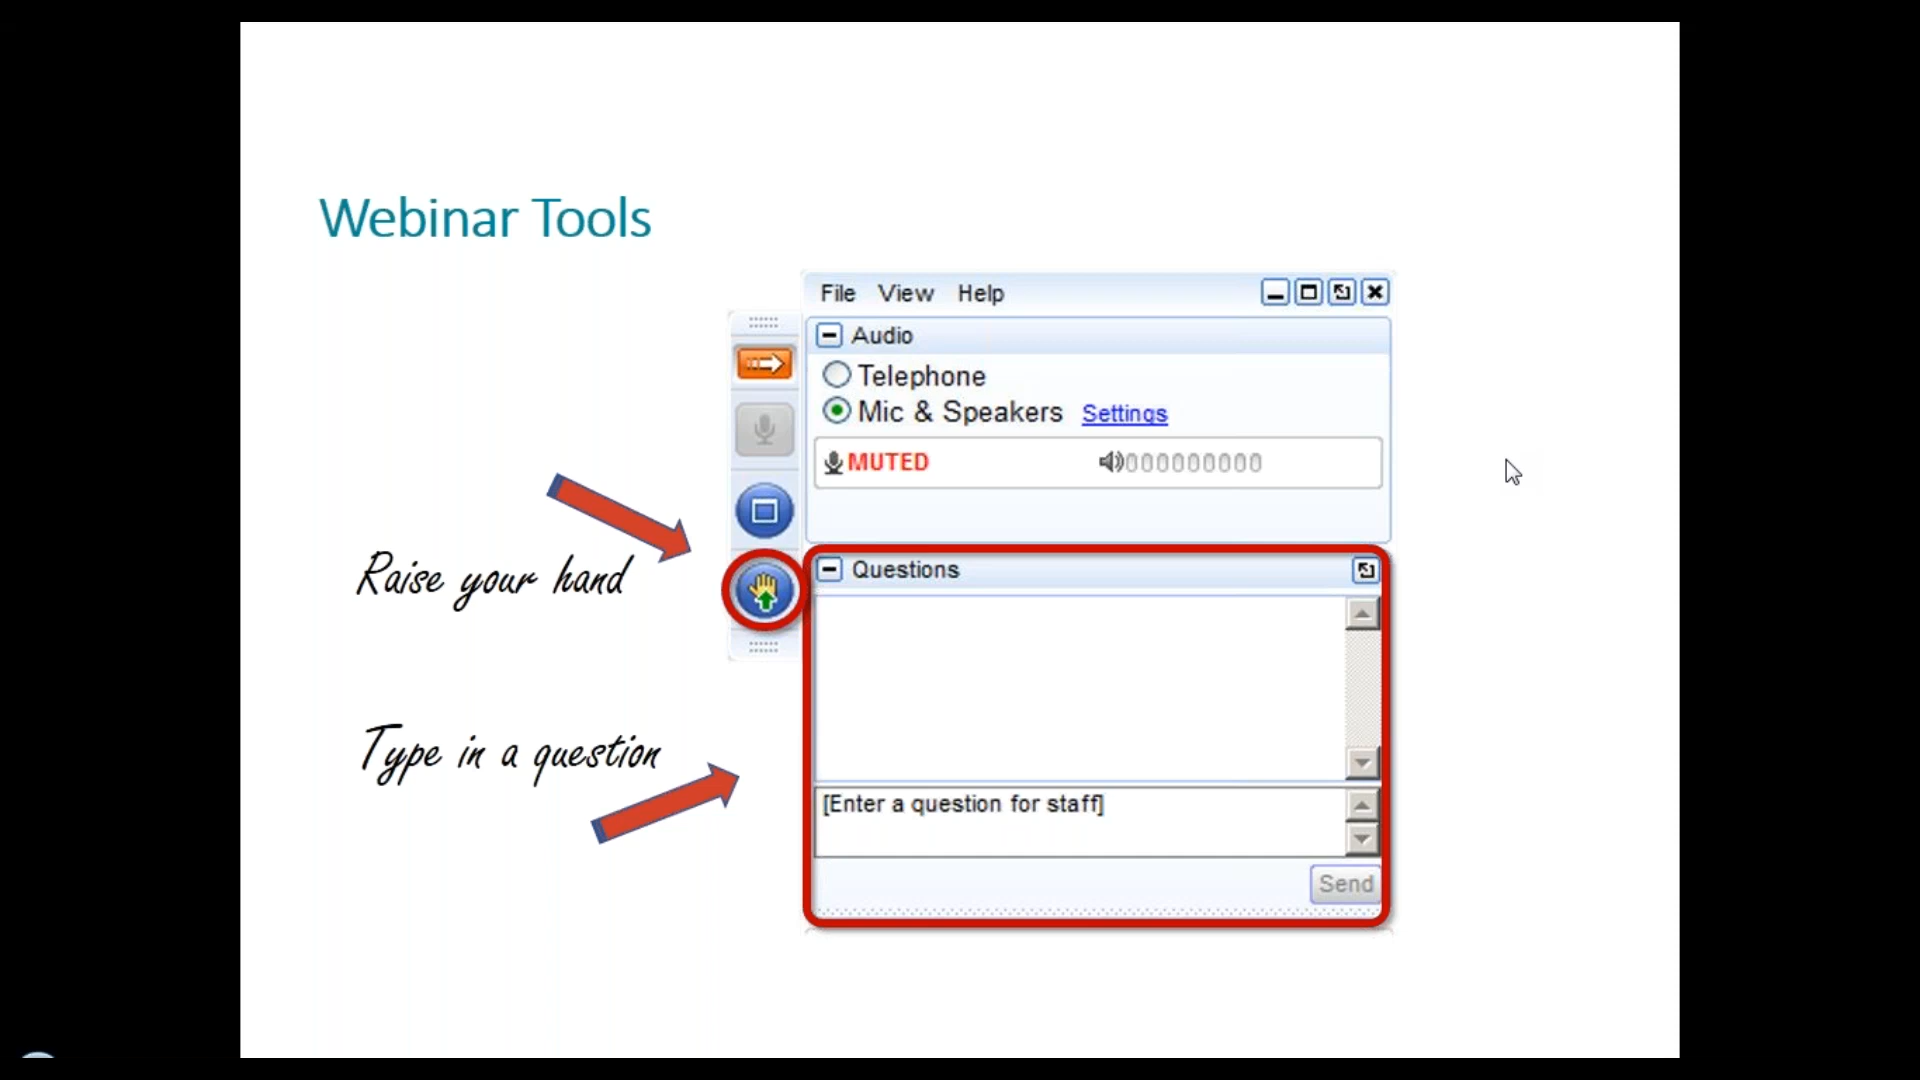 Webinar Tools
File View Help
Audio
Telephone
Mic & Speakers Settings
MUTED
Raise your hand
Questions
Type in a question
[Enter a question for staff]
Send